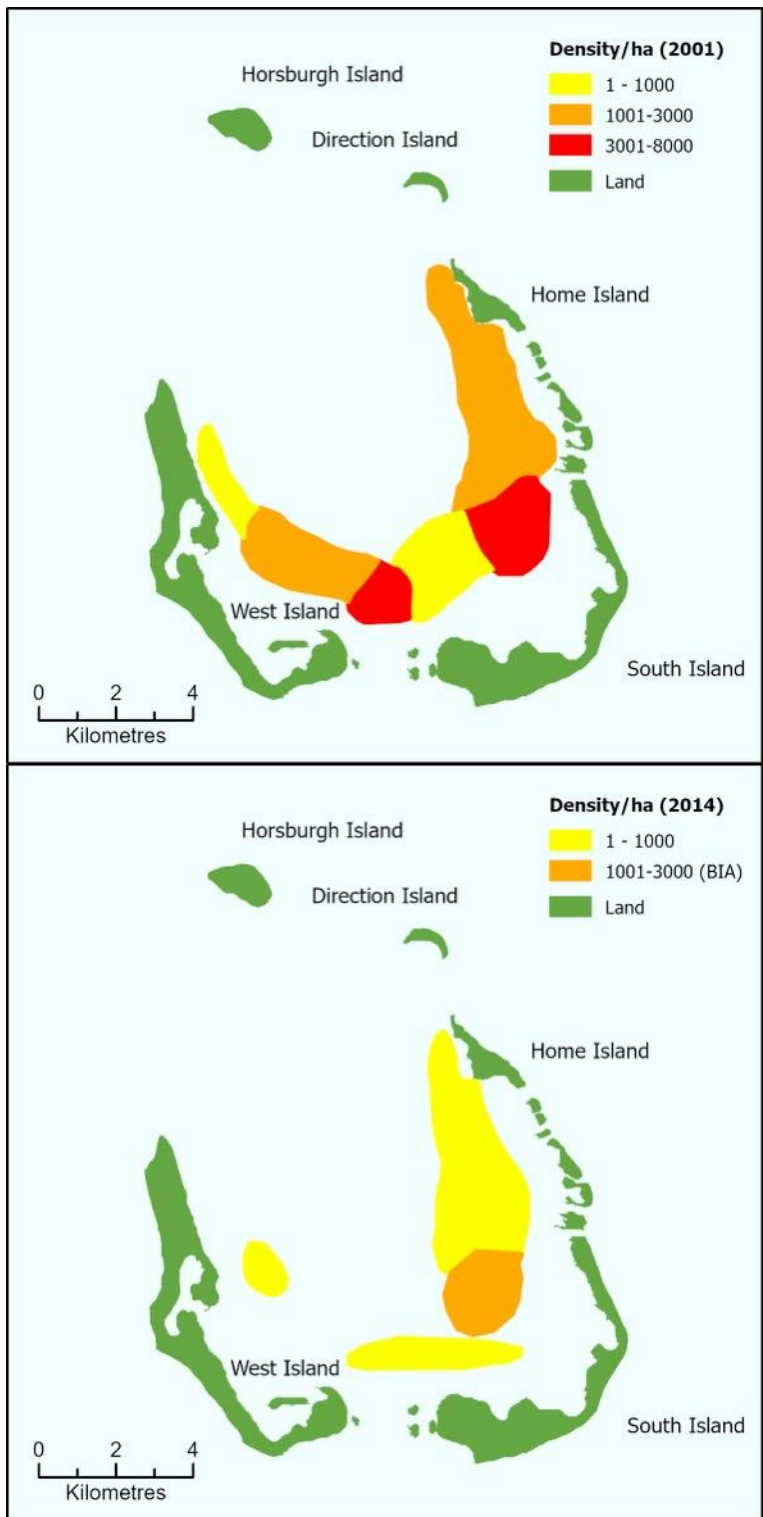 Density/ha (2001)
Horsburgh Island
1 - 1000
1001-3000
Direction Island
3001-8000
Land
Home Island
West Island
South Island
0 2 4
Kilometres
Density/ha (2014)
Horsburgh Island
1 - 1000
1001-3000 (BIA)
Direction Island
Land
Home Island
West Island
South Island
0 2 4
Kilometres